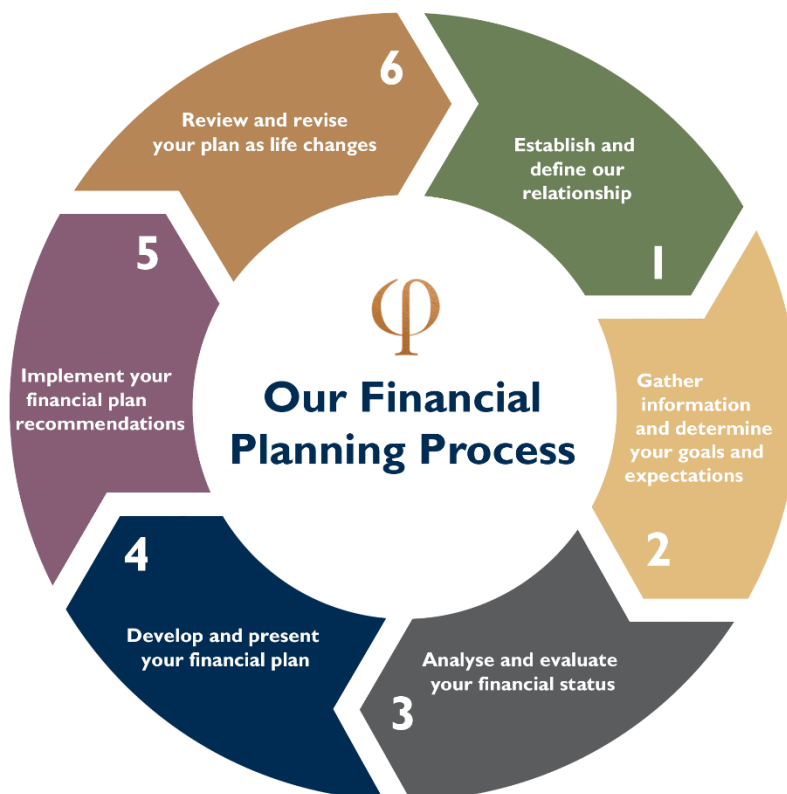 φ
Our Financial
Planning Process
1
Establish and
define our
relationship
2
Gather
information
and determine
your goals and
expectations
3
Analyse and evaluate
your financial status
4
Develop and present
your financial plan
5
Implement your
financial plan
recommendations
6
Review and revise
your plan as life changes